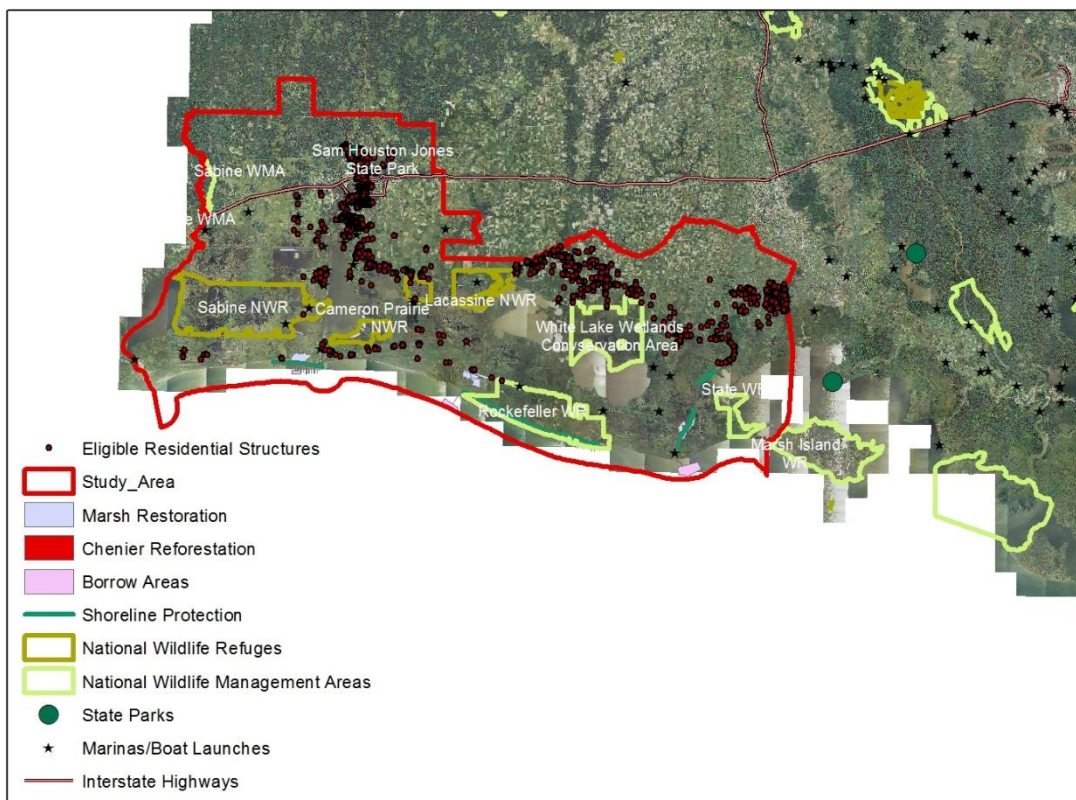 Sam Houston Jones
State Park
Sabine WMA
WMA
Sabine NWR
Cameron Prairie
NWR
Lacassine NWR
White Lake Wetlands
Conservation Area
Rockefeller WR
State WR
Marsh Island
WR
Eligible Residential Structures
Study_Area
Marsh Restoration
Chenier Reforestation
Borrow Areas
Shoreline Protection
National Wildlife Refuges
National Wildlife Management Areas
State Parks
Marinas/Boat Launches
Interstate Highways